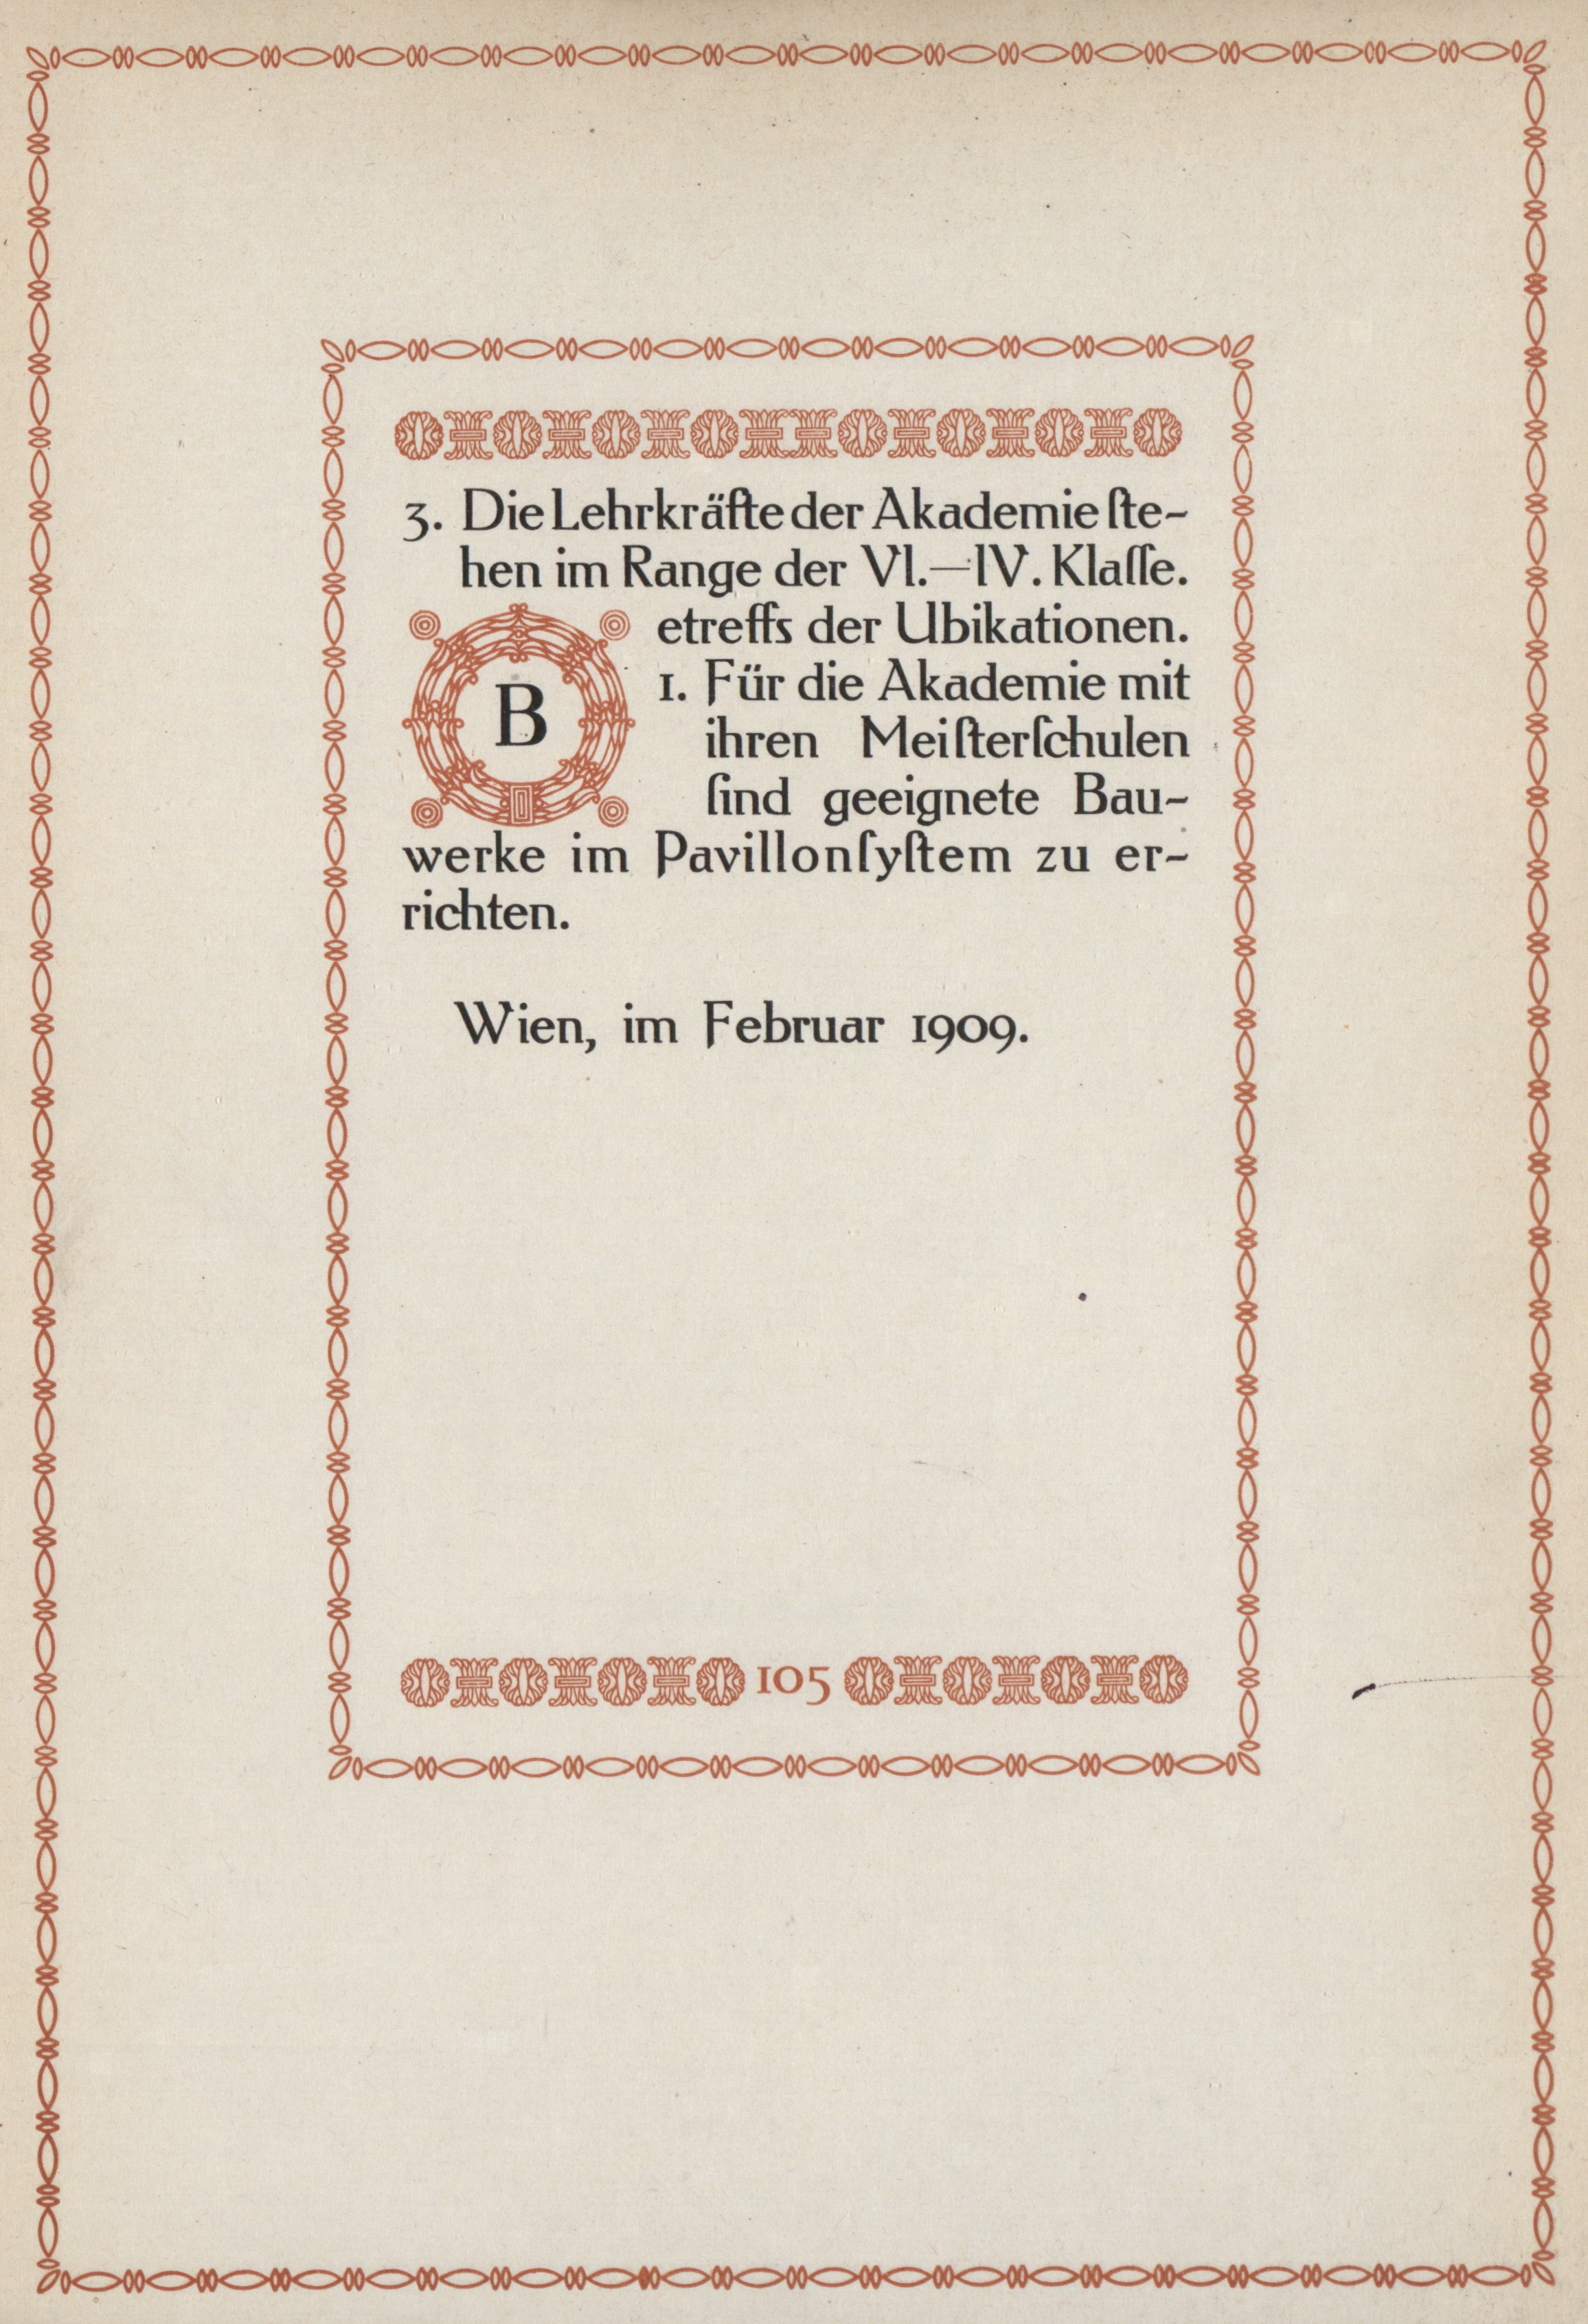 3. Die Lehrkräfte der Akademie ſte-
hen im Range der VI.—IV. Klaſſe.
Betreffs der Ubikationen.
1. Für die Akademie mit
ihren Meiſterſchulen
ſind geeignete Bau-
werke im Pavillonſyſtem zu er-
richten.
Wien, im Februar 1909.
105